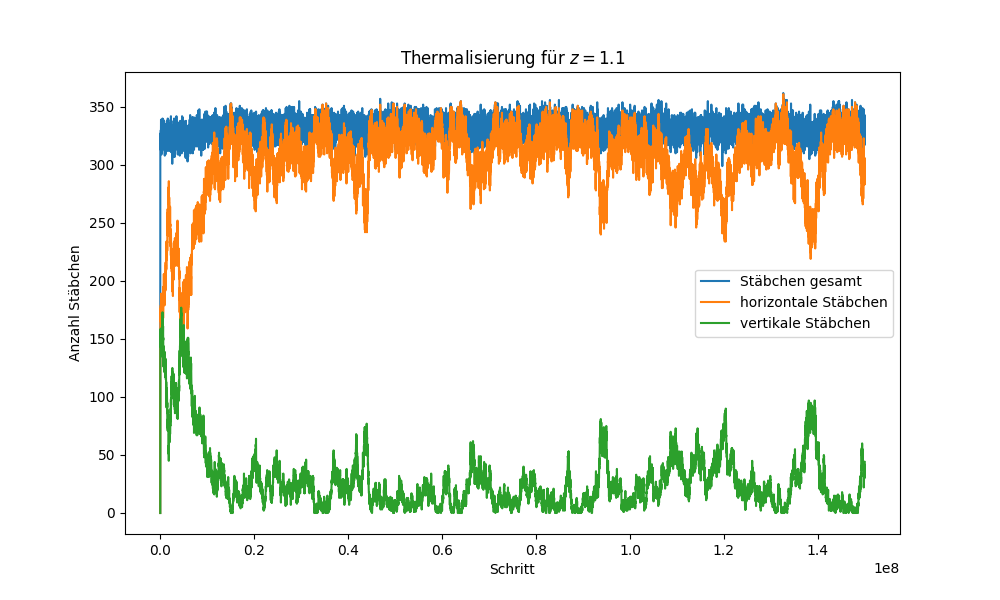 Thermalisierung für z = 1.1
Anzahl Stäbchen
350
300
250
200
150
100
50
0
Stäbchen gesamt
horizontale Stäbchen
vertikale Stäbchen
0.0 0.2 0.4 0.6 0.8 1.0 1.2 1.4
Schritt
1e8